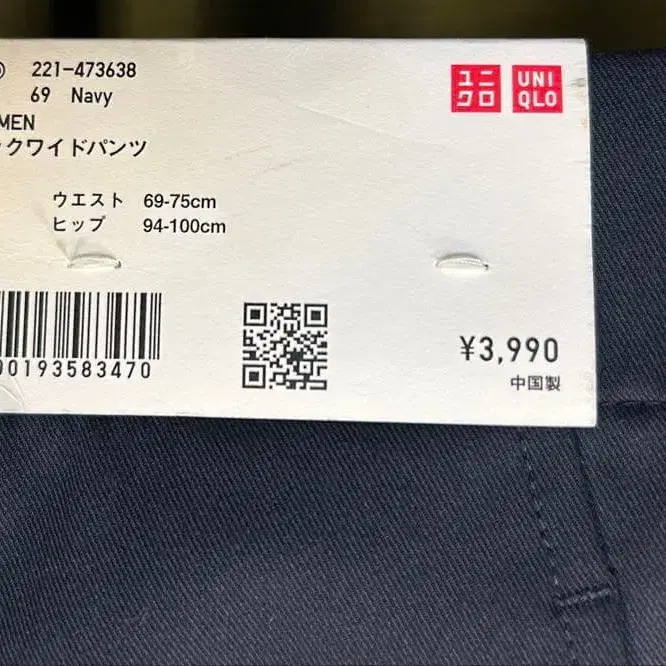 221-473638
69 Navy
MEN
ックワイドパンツ
ウエスト 69-75cm
ヒップ 94-100cm
00193583470
¥3,990
中国製
ユニ
クロ
UNI
QLO